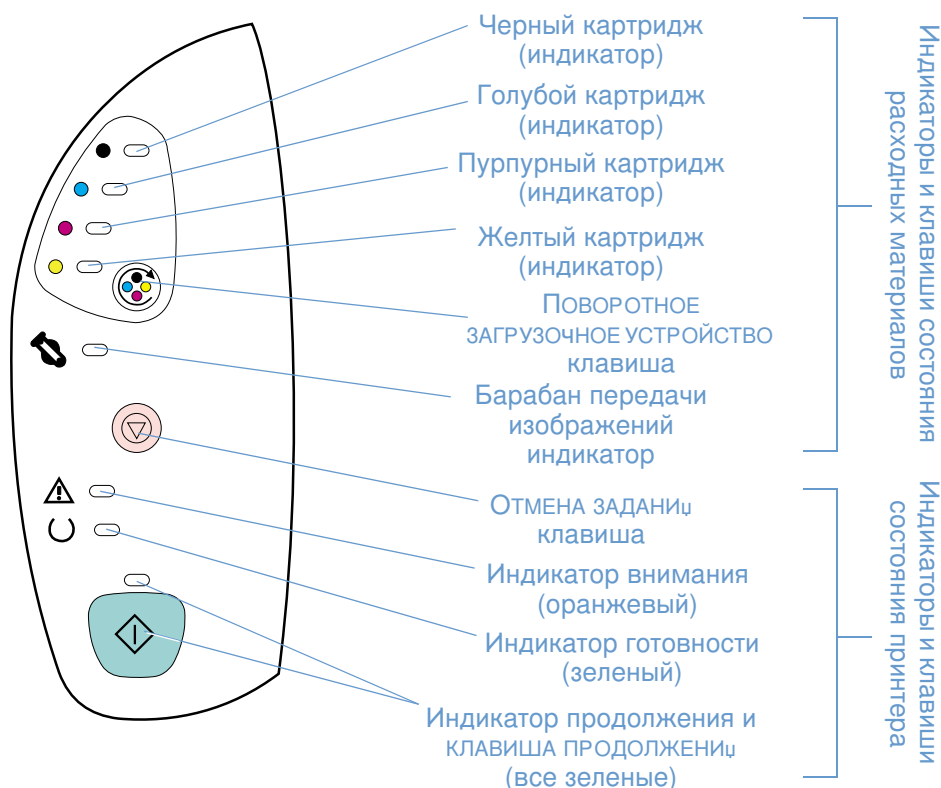 Черный картридж
(индикатор)
Голубой картридж
(индикатор)
Пурпурный картридж
(индикатор)
Желтый картридж
(индикатор)
ПОВОРОТНОЕ
ЗАГРУЗОЧНОЕ УСТРОЙСТВО
клавиша
Барабан передачи
изображений
индикатор
Индикаторы и клавиши состояния
расходных материалов
ОТМЕНА ЗАДАНИџ
клавиша
Индикатор внимания
(оранжевый)
Индикатор готовности
(зеленый)
Индикатор продолжения и
КЛАВИША ПРОДОЛЖЕНИџ
(все зеленые)
Индикаторы и клавиши
состояния принтера